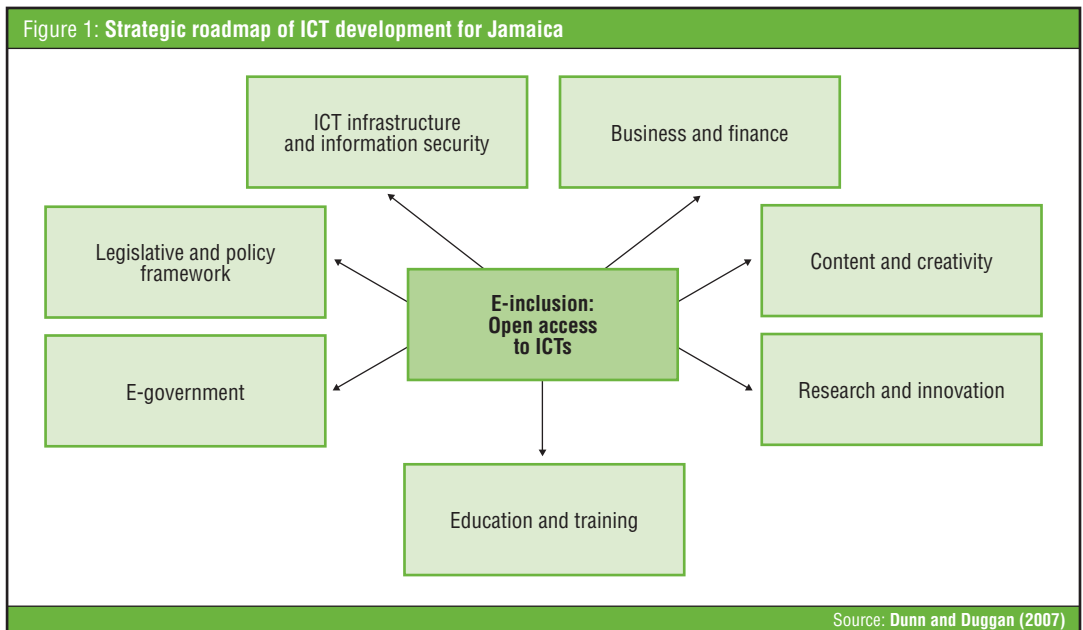 Figure 1: Strategic roadmap of ICT development for Jamaica
ICT infrastructure
and information security
Business and finance
Legislative and policy
framework
Content and creativity
E-inclusion:
Open access
to ICTs
E-government
Research and innovation
Education and training
Source: Dunn and Duggan (2007)